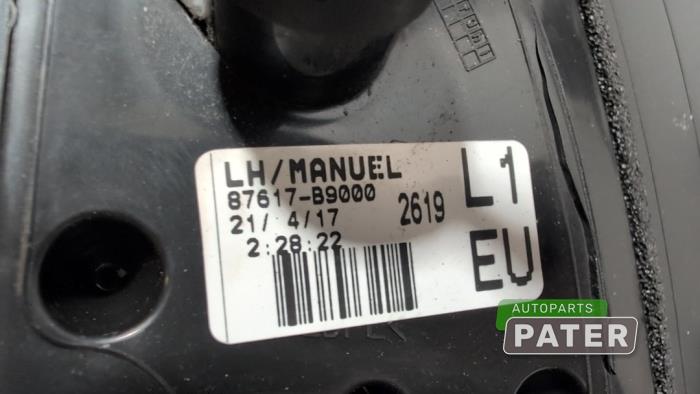 LH/MANUEL
87617-B9000
21/ 4/17
2619
2:28:22
L1
EU
AUTOPARTS
PATER